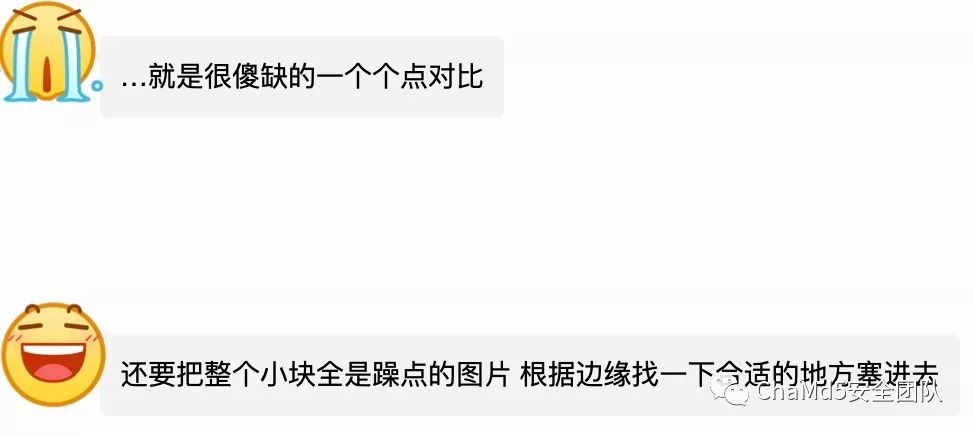 ...就是很傻缺的一个个点对比
还要把整个小块全是躁点的图片 根据边缘找一下合适的地方塞进去
ChaMd5安全团队